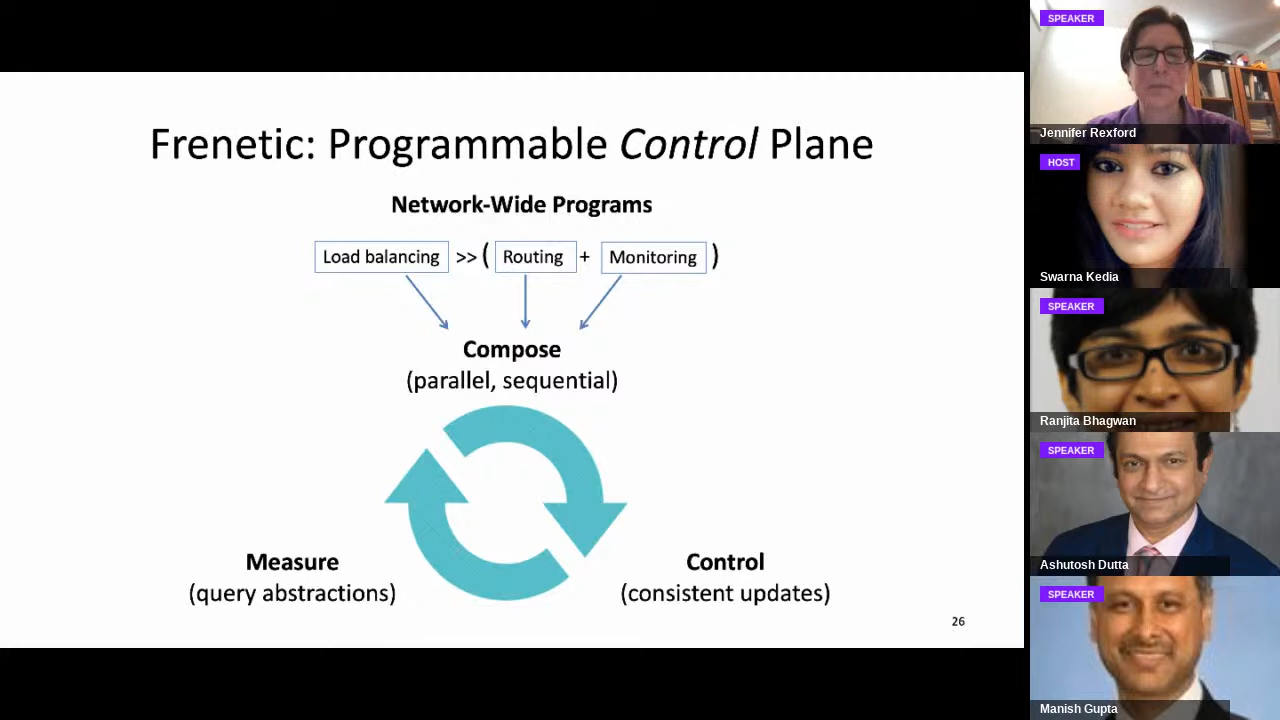 Frenetic: Programmable Control Plane
Network-Wide Programs
Load balancing >> ( Routing + Monitoring )
Compose
(parallel, sequential)
Measure
(query abstractions)
Control
(consistent updates)
26
SPEAKER
Jennifer Rexford
HOST
Swarna Kedia
SPEAKER
Ranjita Bhagwan
SPEAKER
Ashutosh Dutta
SPEAKER
Manish Gupta